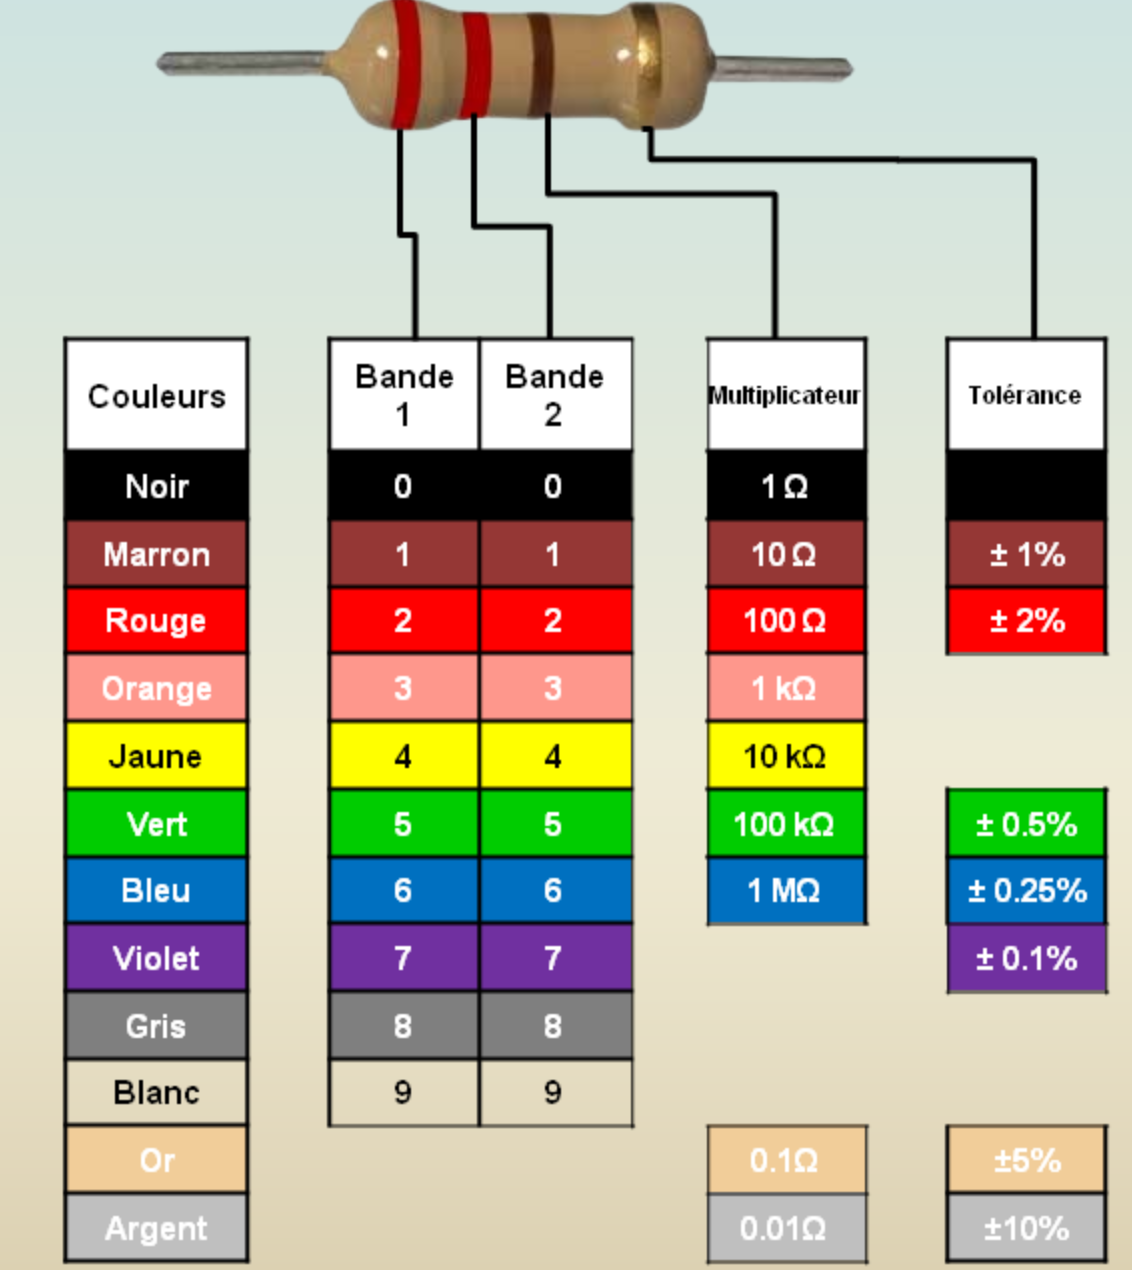 Couleurs Bande 1 Bande 2 Multiplicateur Tolérance
Noir 0 0 1 Ω
Marron 1 1 10 Ω ± 1%
Rouge 2 2 100 Ω ± 2%
Orange 3 3 1 kΩ
Jaune 4 4 10 kΩ
Vert 5 5 100 kΩ ± 0.5%
Bleu 6 6 1 MΩ ± 0.25%
Violet 7 7 ± 0.1%
Gris 8 8
Blanc 9 9
Or 0.1Ω ±5%
Argent 0.01Ω ±10%